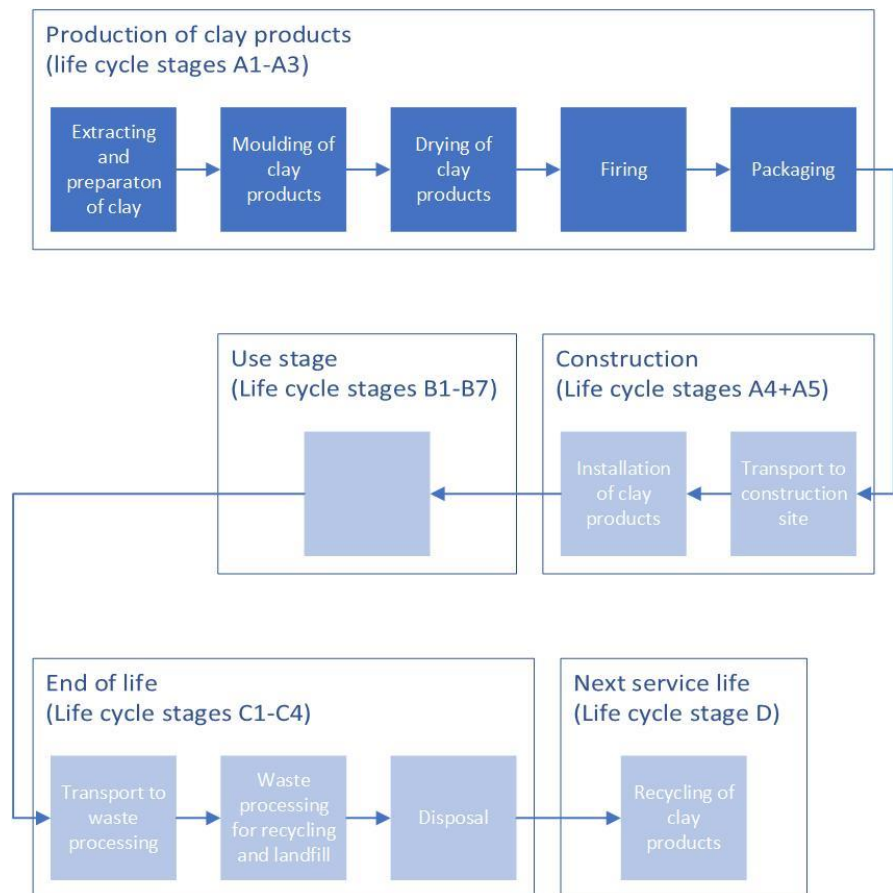 Production of clay products
(life cycle stages A1-A3)
Extracting
and
preparaton
of clay
Moulding of
clay
products
Drying of
clay
products
Firing
Packaging
Use stage
(Life cycle stages B1-B7)
Construction
(Life cycle stages A4+A5)
Installation
of clay
products
Transport to
construction
site
End of life
(Life cycle stages C1-C4)
Transport to
waste
processing
Waste
processing
for recycling
and landfill
Disposal
Next service life
(Life cycle stage D)
Recycling of
clay
products